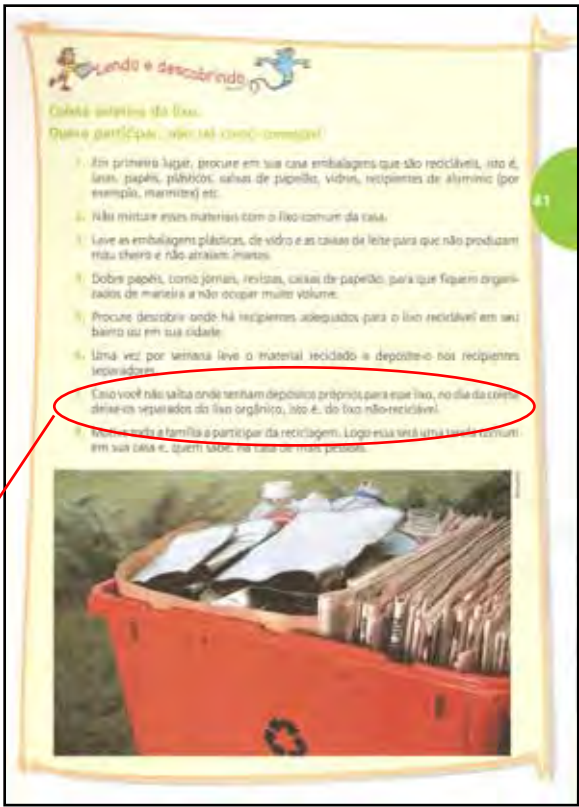 Lendo e descobrindo
Coleta seletiva do lixo.
Quero participar, não sei como começar!
1. Em primeiro lugar, procure em sua casa embalagens que são recicláveis, isto é,
latas, papéis, plásticos, caixas de papelão, vidros, recipientes de alumínio (por
exemplo, marmitex) etc.
41
2. Não misture esses materiais com o lixo comum da casa.
3. Lave as embalagens plásticas, de vidro e as caixas de leite para que não produzam
mau cheiro e não atraiam insetos.
4. Dobre papéis, como jornais, revistas, caixas de papelão, para que fiquem organi-
zados de maneira a não ocupar muito volume.
5. Procure descobrir onde há recipientes adequados para o lixo reciclável em seu
bairro ou em sua cidade.
6. Uma vez por semana leve o material reciclado e deposite-o nos recipientes
separadores.
7. Caso você não saiba onde tenham depósitos próprios para esse lixo, no dia da coleta
deixe-os separados do lixo orgânico, isto é, do lixo não-reciclável.
Motive toda a família a participar da reciclagem. Logo essa será uma tarefa comum
em sua casa e, quem sabe, na casa de mais pessoas.